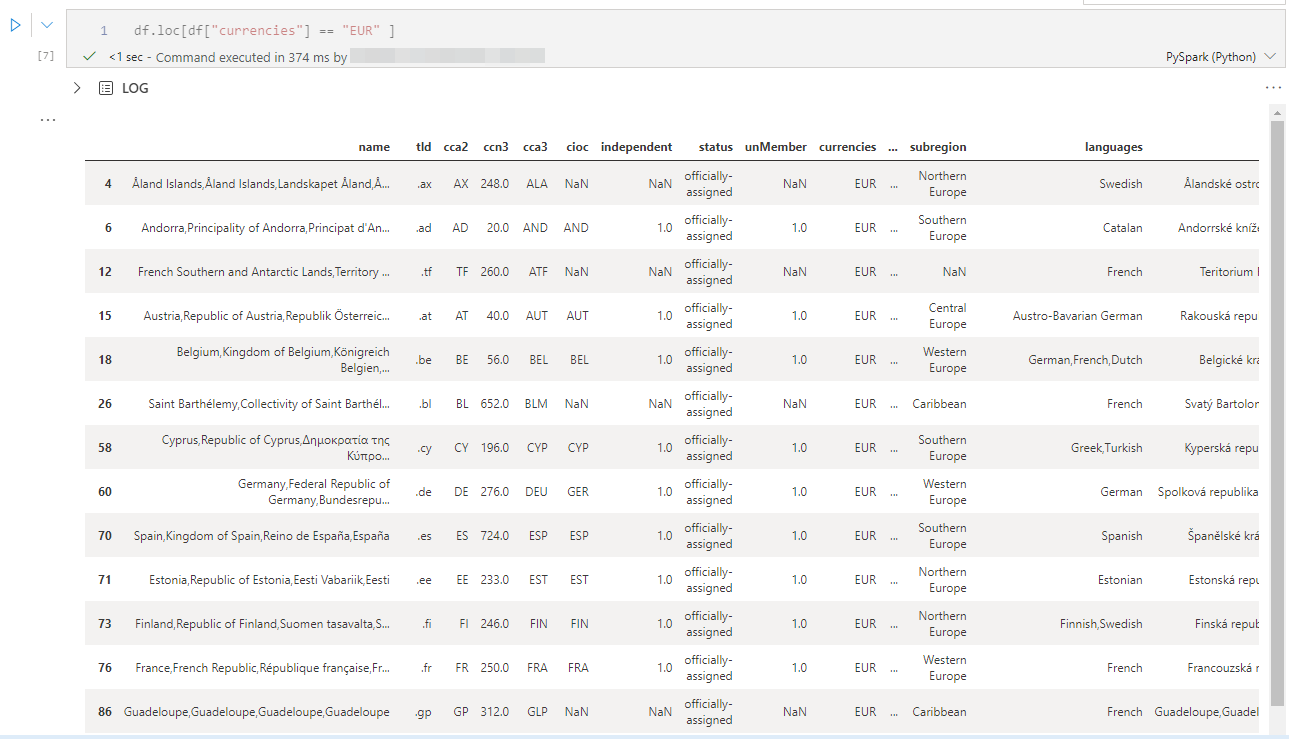 1 df.loc[df["currencies"] == "EUR" ]
[7] <1 sec - Command executed in 374 ms by
PySpark (Python)
LOG
...
...
name tld cca2 ccn3 cca3 cioc independent status unMember currencies ... subregion languages
4 Åland Islands,Åland Islands,Landskapet Åland,Å... .ax AX 248.0 ALA NaN NaN officially-assigned NaN EUR ... Northern Europe Swedish Ålandské ostro
6 Andorra,Principality of Andorra,Principat d'An... .ad AD 20.0 AND AND 1.0 officially-assigned 1.0 EUR ... Southern Europe Catalan Andorrské kníže
12 French Southern and Antarctic Lands,Territory ... .tf TF 260.0 ATF NaN NaN officially-assigned NaN EUR ... NaN French Teritorium
15 Austria,Republic of Austria,Republik Österreic... .at AT 40.0 AUT AUT 1.0 officially-assigned 1.0 EUR ... Central Europe Austro-Bavarian German Rakouská repu
18 Belgium,Kingdom of Belgium,Königreich Belgien,... .be BE 56.0 BEL BEL 1.0 officially-assigned 1.0 EUR ... Western Europe German,French,Dutch Belgické krá
26 Saint Barthélemy,Collectivity of Saint Barthél... .bl BL 652.0 BLM NaN NaN officially-assigned NaN EUR ... Caribbean French Svatý Bartolom
58 Cyprus,Republic of Cyprus,Δημοκρατία της Κύπρο... .cy CY 196.0 CYP CYP 1.0 officially-assigned 1.0 EUR ... Southern Europe Greek,Turkish Kyperská repu
60 Germany,Federal Republic of Germany,Bundesrepu... .de DE 276.0 DEU GER 1.0 officially-assigned 1.0 EUR ... Western Europe German Spolková republika
70 Spain,Kingdom of Spain,Reino de España,España .es ES 724.0 ESP ESP 1.0 officially-assigned 1.0 EUR ... Southern Europe Spanish Španělské krá
71 Estonia,Republic of Estonia,Eesti Vabariik,Eesti .ee EE 233.0 EST EST 1.0 officially-assigned 1.0 EUR ... Northern Europe Estonian Estonská repu
73 Finland,Republic of Finland,Suomen tasavalta,S... .fi FI 246.0 FIN FIN 1.0 officially-assigned 1.0 EUR ... Northern Europe Finnish,Swedish Finská repub
76 France,French Republic,République française,Fr... .fr FR 250.0 FRA FRA 1.0 officially-assigned 1.0 EUR ... Western Europe French Francouzská r
86 Guadeloupe,Guadeloupe,Guadeloupe,Guadeloupe .gp GP 312.0 GLP NaN NaN officially-assigned NaN EUR ... Caribbean French Guadeloupe,Guadel